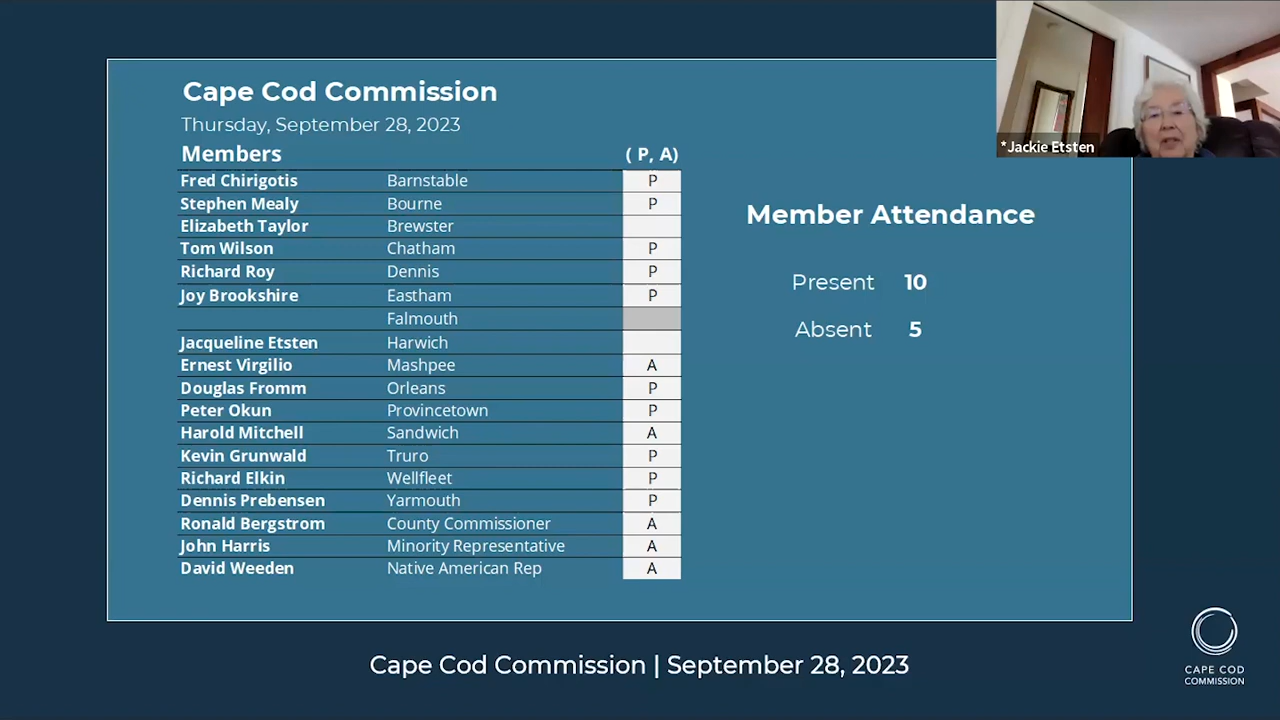 Cape Cod Commission
Thursday, September 28, 2023
Members ( P, A)
Fred Chirigotis Barnstable P
Stephen Mealy Bourne P
Elizabeth Taylor Brewster
Tom Wilson Chatham P
Richard Roy Dennis P
Joy Brookshire Eastham P
Falmouth
Jacqueline Etsten Harwich
Ernest Virgilio Mashpee A
Douglas Fromm Orleans P
Peter Okun Provincetown P
Harold Mitchell Sandwich A
Kevin Grunwald Truro P
Richard Elkin Wellfleet P
Dennis Prebensen Yarmouth P
Ronald Bergstrom County Commissioner A
John Harris Minority Representative A
David Weeden Native American Rep A
*Jackie Etsten
Member Attendance
Present 10
Absent 5
Cape Cod Commission | September 28, 2023
CAPE COD
COMMISSION